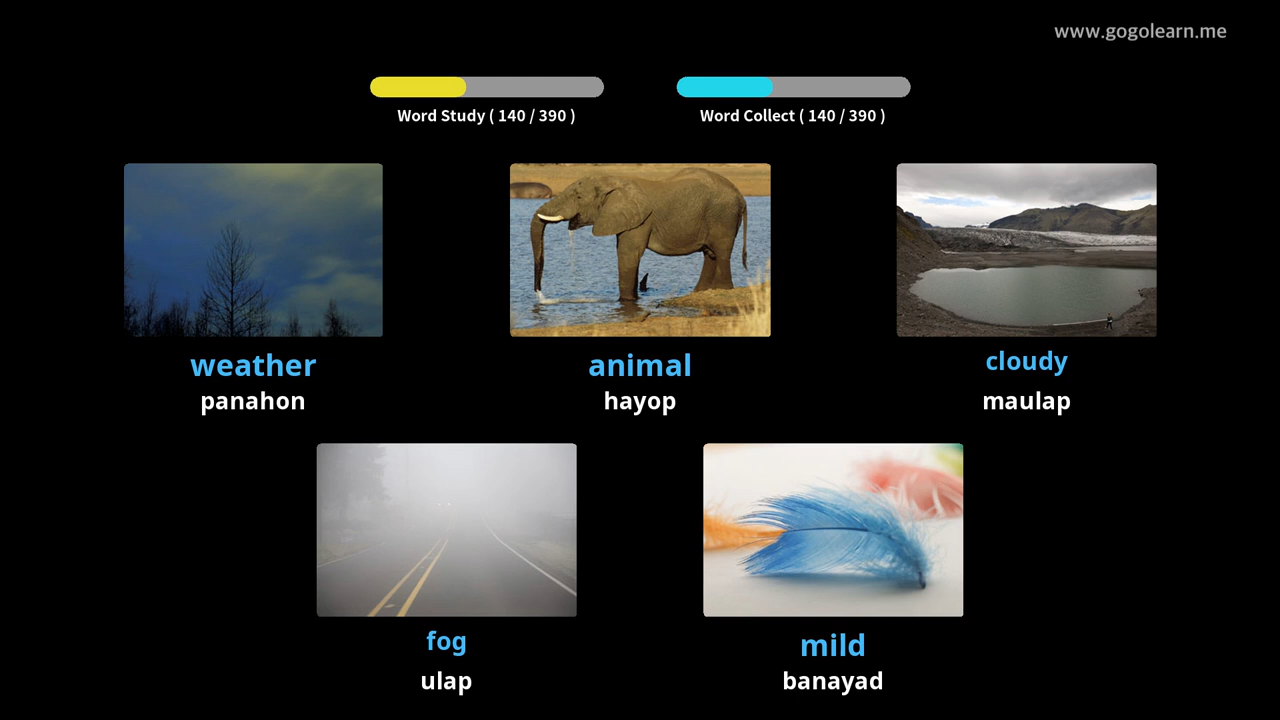 www.gogolearn.me
Word Study ( 140 / 390 )
Word Collect ( 140 / 390 )
weather
panahon
animal
hayop
cloudy
maulap
fog
ulap
mild
banayad